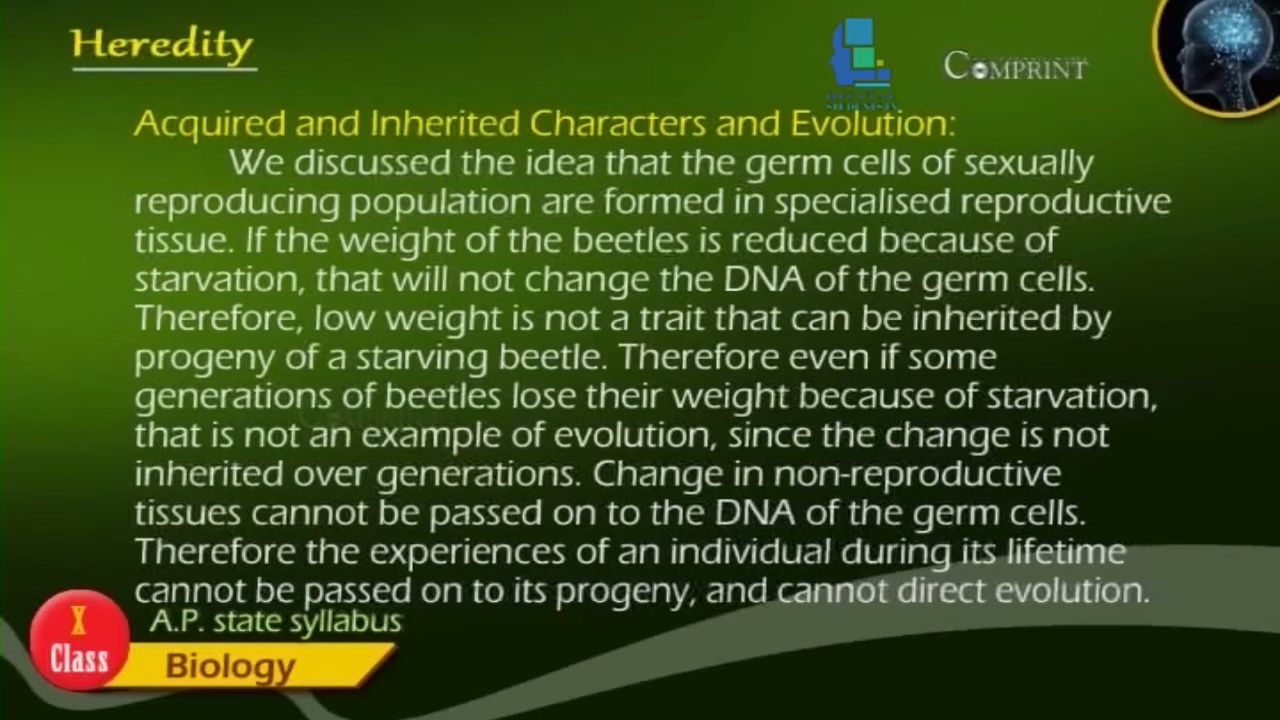 Heredity
COMPRINT
Acquired and Inherited Characters and Evolution:
We discussed the idea that the germ cells of sexually
reproducing population are formed in specialised reproductive
tissue. If the weight of the beetles is reduced because of
starvation, that will not change the DNA of the germ cells.
Therefore, low weight is not a trait that can be inherited by
progeny of a starving beetle. Therefore even if some
generations of beetles lose their weight because of starvation,
that is not an example of evolution, since the change is not
inherited over generations. Change in non-reproductive
tissues cannot be passed on to the DNA of the germ cells.
Therefore the experiences of an individual during its lifetime
cannot be passed on to its progeny, and cannot direct evolution.
A.P. state syllabus
X
Class
Biology